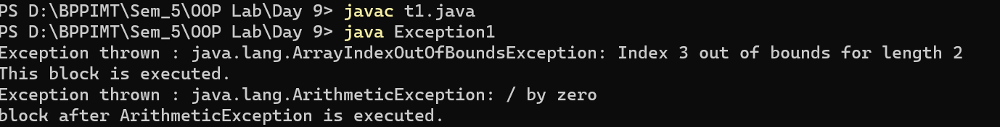 PS D:\BPPIMT\Sem_5\OOP Lab\Day 9> javac t1.java
PS D:\BPPIMT\Sem_5\OOP Lab\Day 9> java Exception1
Exception thrown : java.lang.ArrayIndexOutOfBoundsException: Index 3 out of bounds for length 2
This block is executed.
Exception thrown : java.lang.ArithmeticException: / by zero
block after ArithmeticException is executed.